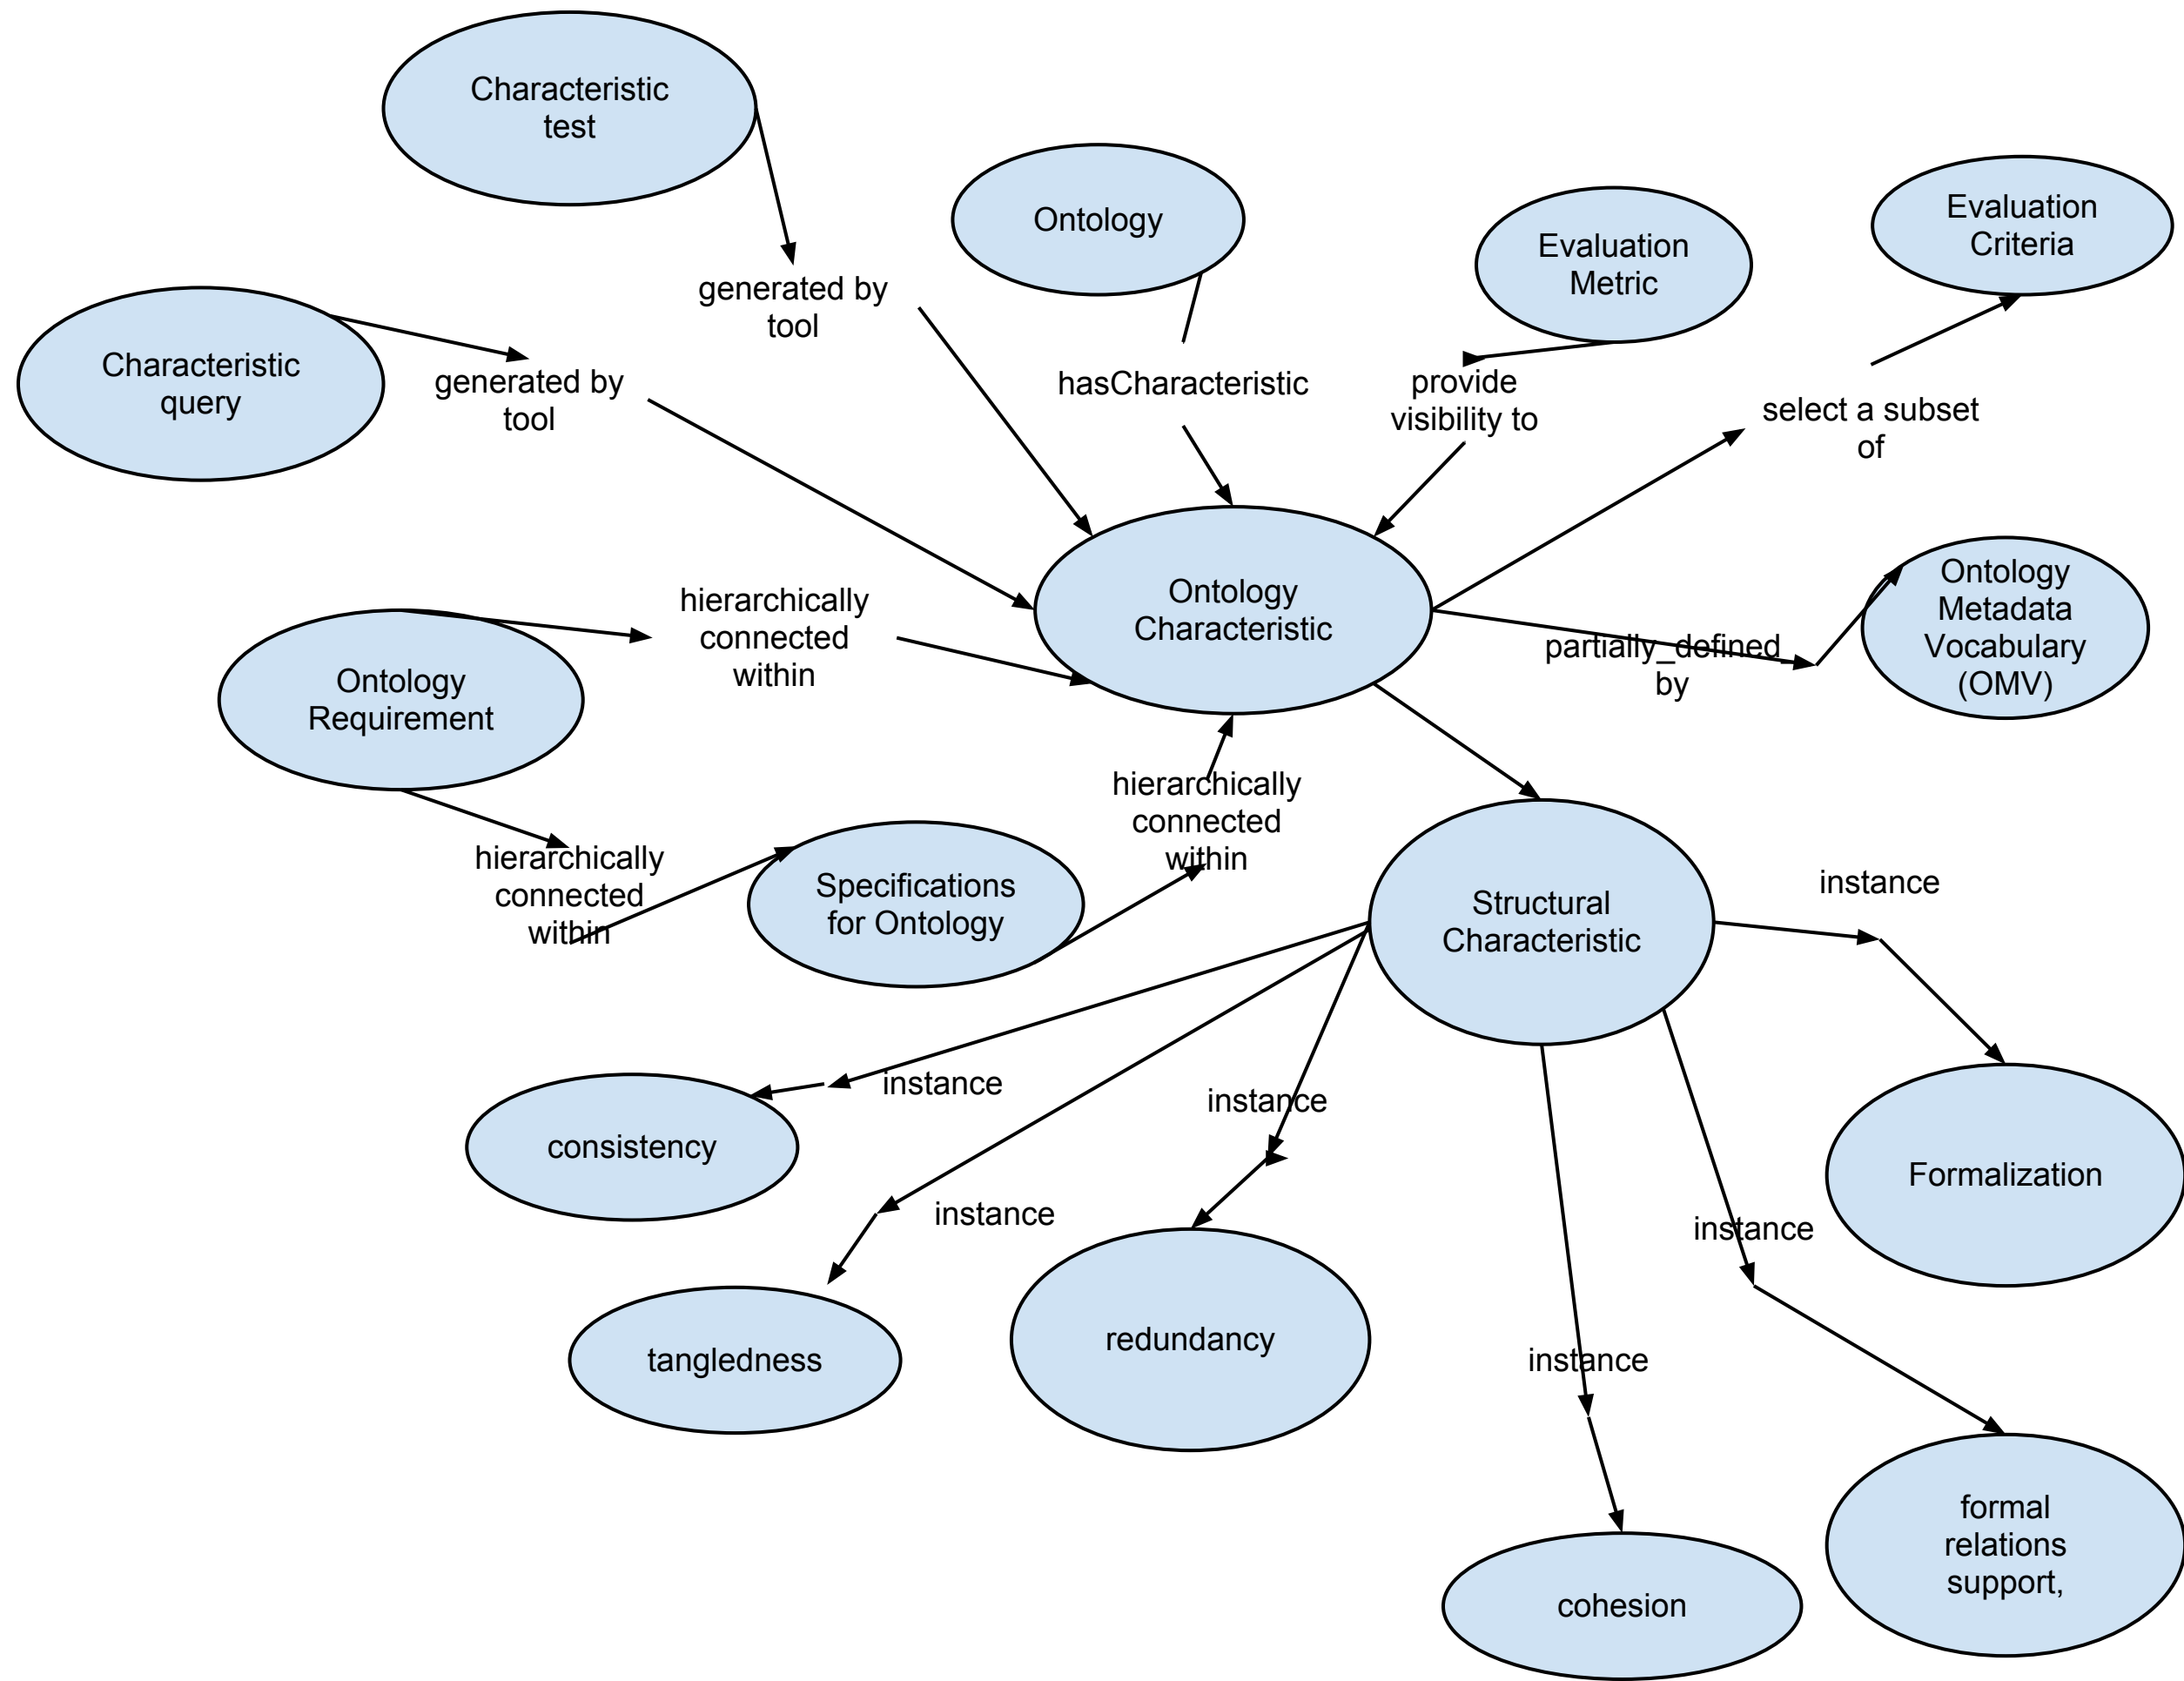 Characteristic
test
Ontology
Evaluation
Criteria
Evaluation
Metric
generated by
tool
Characteristic
query
generated by
tool
hasCharacteristic
provide
visibility to
select a subset
of
Ontology
Characteristic
Ontology
Metadata
Vocabulary
(OMV)
hierarchically
connected
within
partially_defined_
by
Ontology
Requirement
hierarchically
connected
within
hierarchically
connected
within
Specifications
for Ontology
Structural
Characteristic
instance
instance
instance
consistency
Formalization
instance
instance
redundancy
tangledness
instance
formal
relations
support,
cohesion